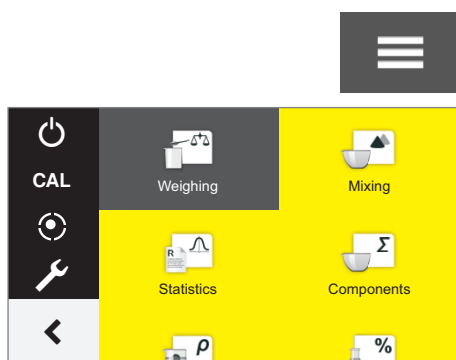 CAL
Weighing
Mixing
R
Σ
Statistics
Components
ρ
%